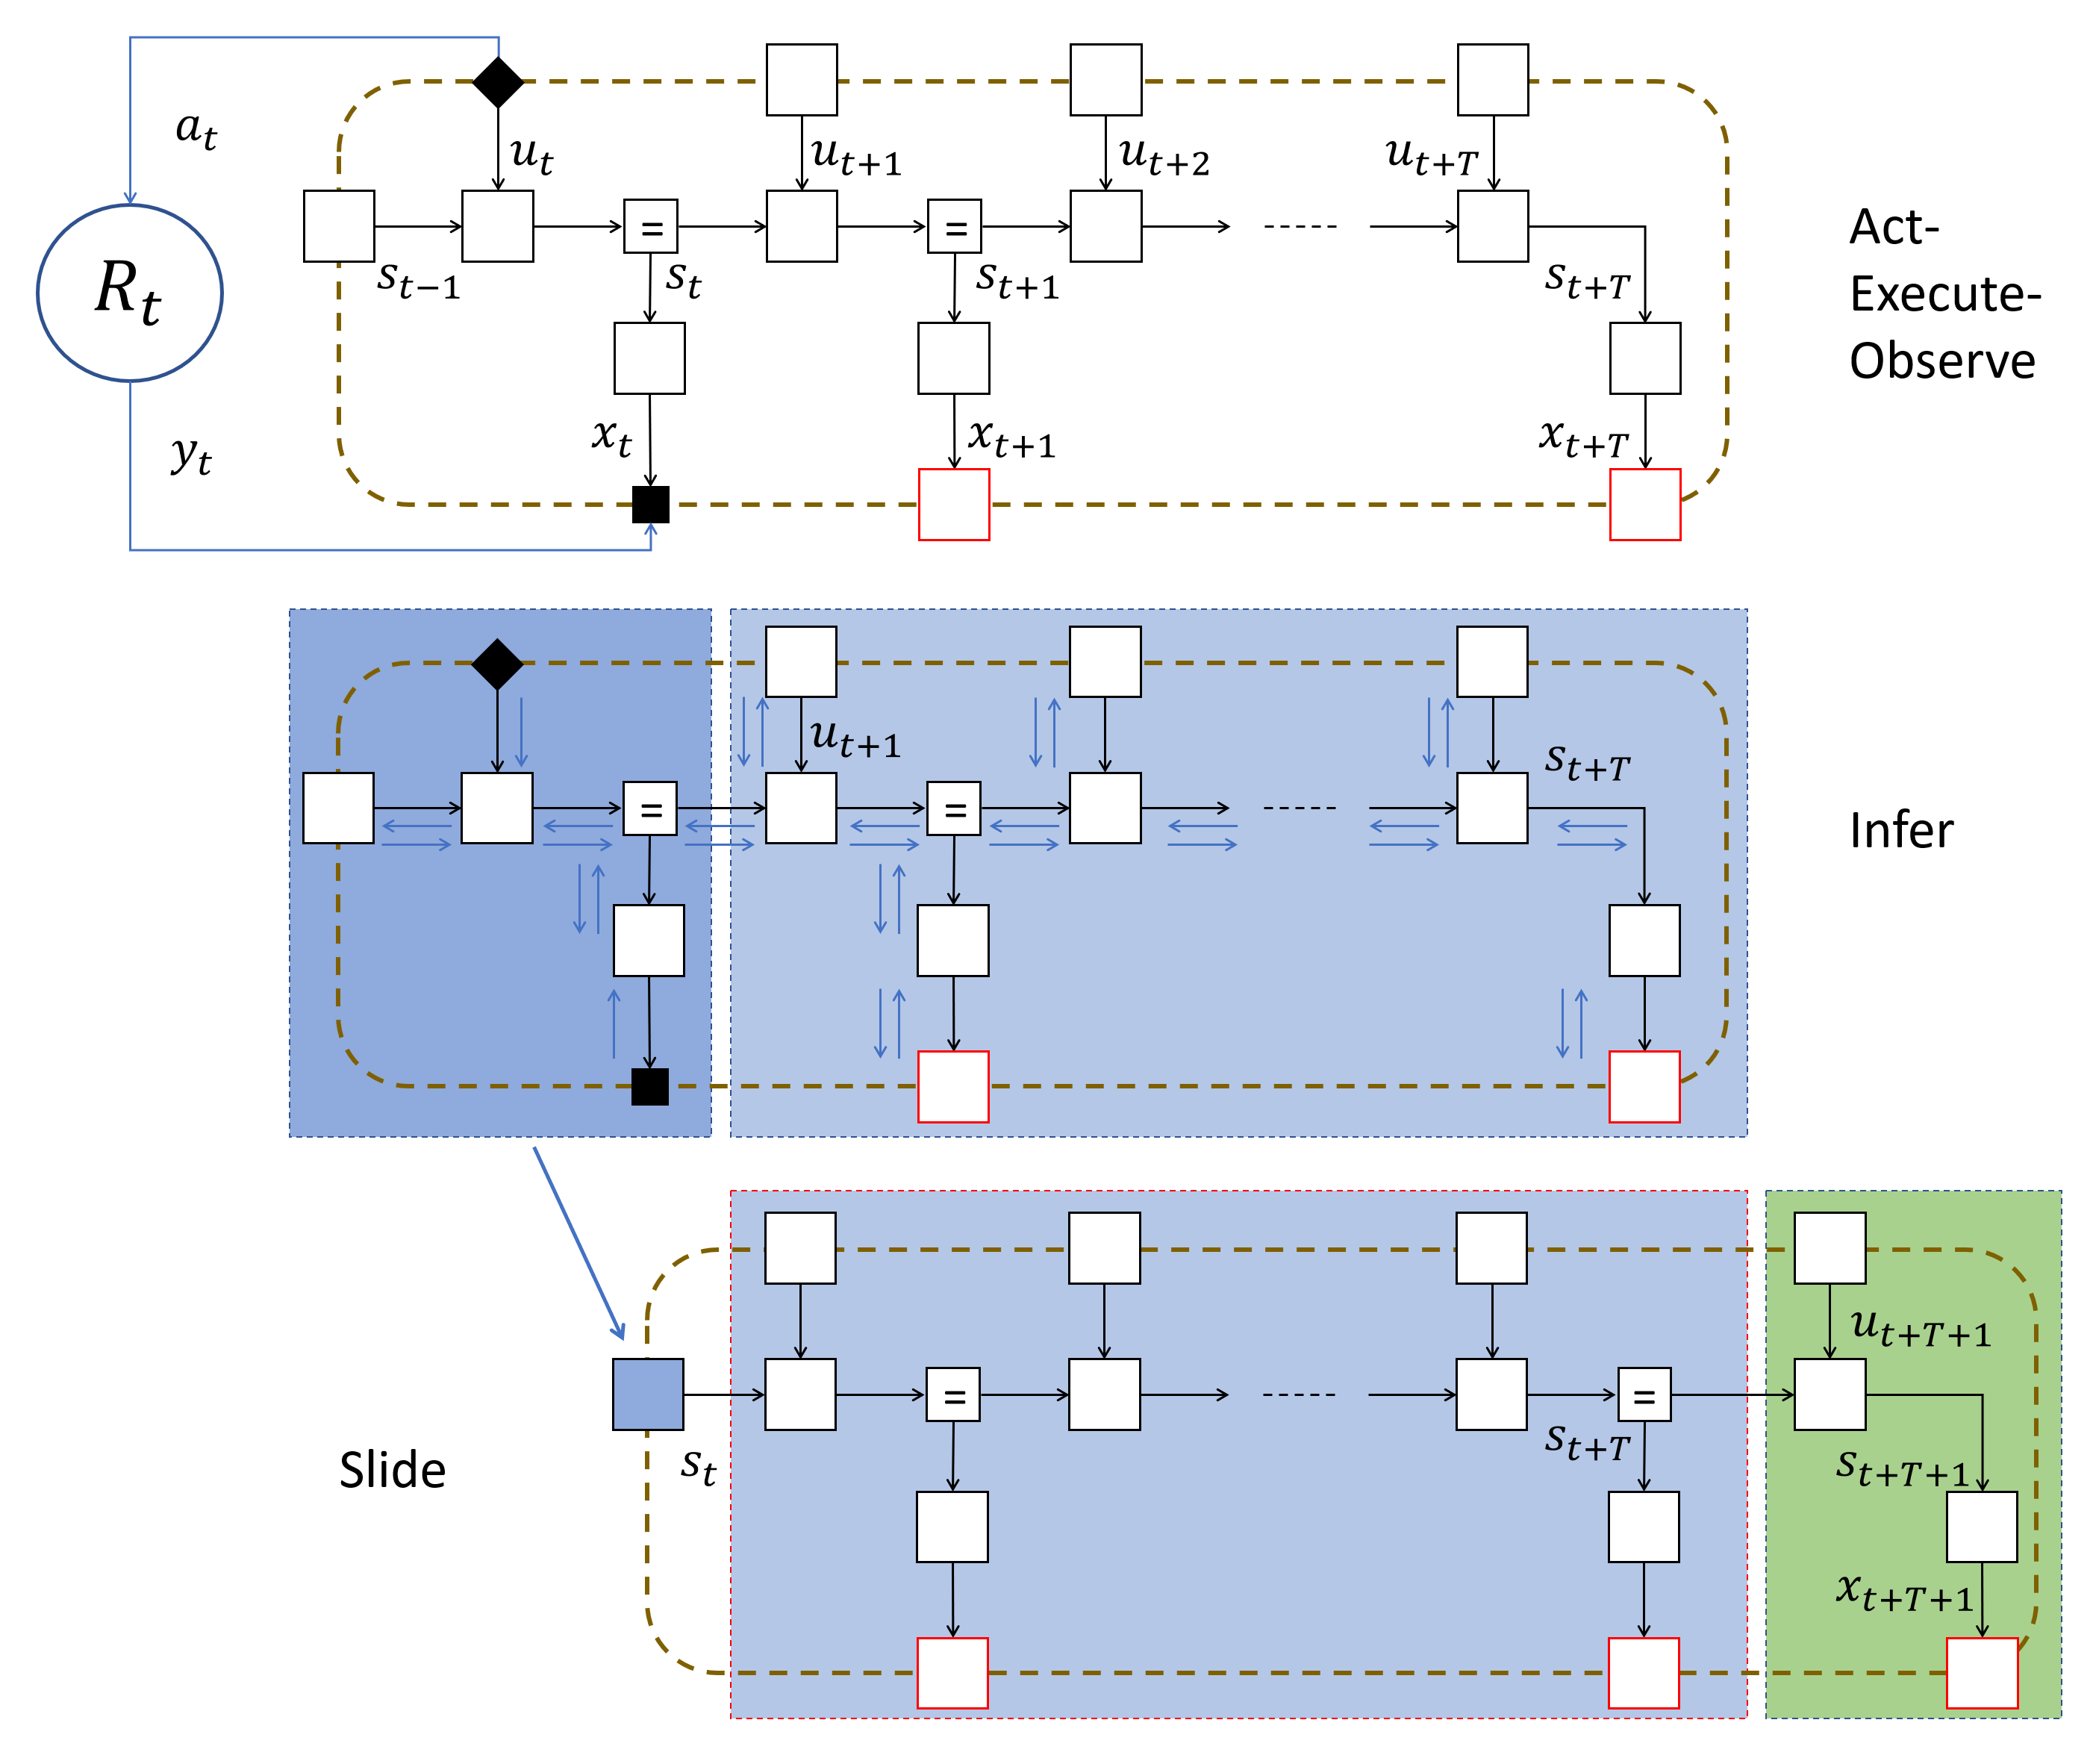 a_t
u_t
u_{t+1}
u_{t+2}
u_{t+T}
R_t
s_{t-1}
=
s_t
=
s_{t+1}
s_{t+T}
Act-
Execute-
Observe
y_t
x_t
x_{t+1}
x_{t+T}
u_{t+1}
s_{t+T}
=
=
Infer
u_{t+T+1}
=
=
s_t
s_{t+T}
s_{t+T+1}
Slide
x_{t+T+1}